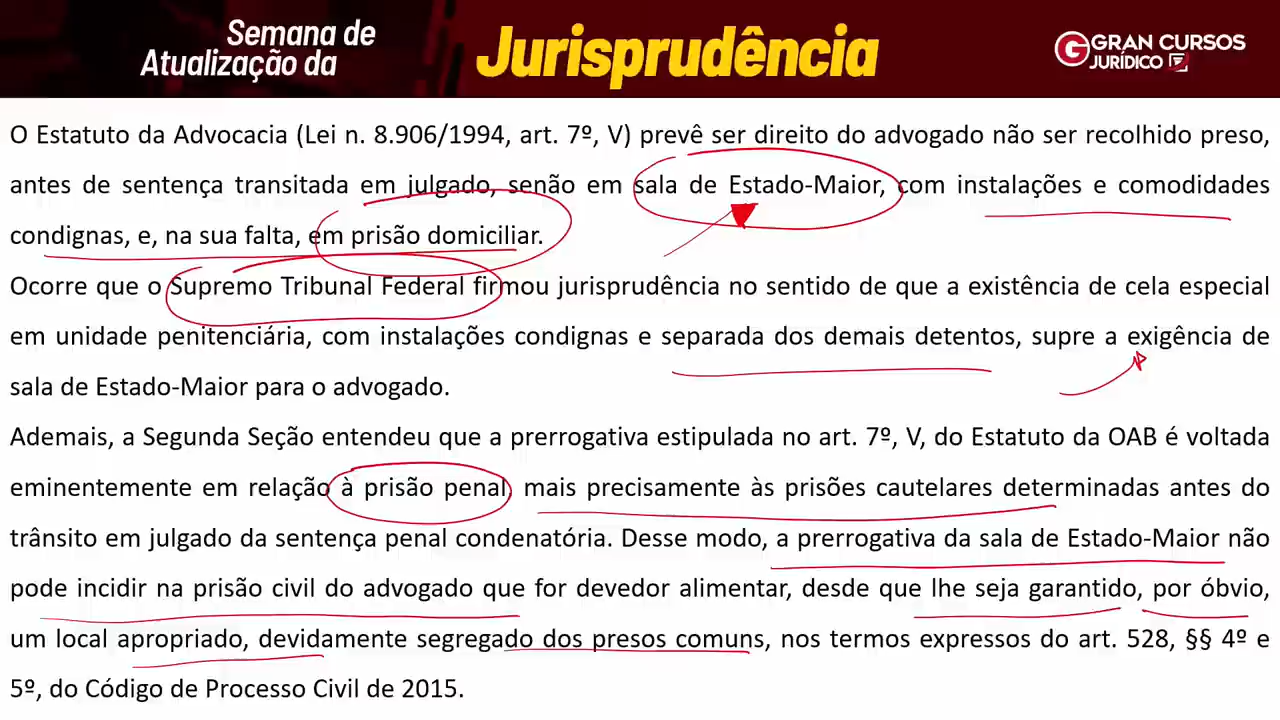 Semana de
Atualização da
Jurisprudência
GRAN CURSOS
JURÍDICO
O Estatuto da Advocacia (Lei n. 8.906/1994, art. 7º, V) prevê ser direito do advogado não ser recolhido preso,
antes de sentença transitada em julgado, senão em sala de Estado-Maior, com instalações e comodidades
condignas, e, na sua falta, em prisão domiciliar.
Ocorre que o Supremo Tribunal Federal firmou jurisprudência no sentido de que a existência de cela especial
em unidade penitenciária, com instalações condignas e separada dos demais detentos, supre a exigência de
sala de Estado-Maior para o advogado.
Ademais, a Segunda Seção entendeu que a prerrogativa estipulada no art. 7º, V, do Estatuto da OAB é voltada
eminentemente em relação à prisão penal, mais precisamente às prisões cautelares determinadas antes do
trânsito em julgado da sentença penal condenatória. Desse modo, a prerrogativa da sala de Estado-Maior não
pode incidir na prisão civil do advogado que for devedor alimentar, desde que lhe seja garantido, por óbvio,
um local apropriado, devidamente segregado dos presos comuns, nos termos expressos do art. 528, §§ 4º e
5º, do Código de Processo Civil de 2015.